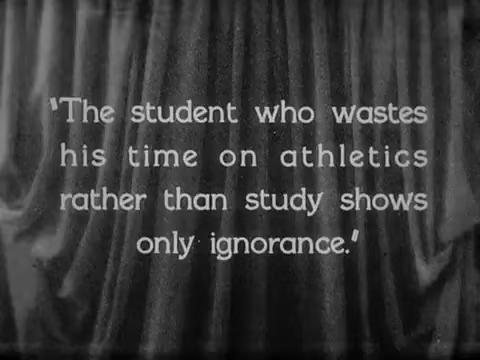 "The student who wastes
his time on athletics
rather than study shows
only ignorance."